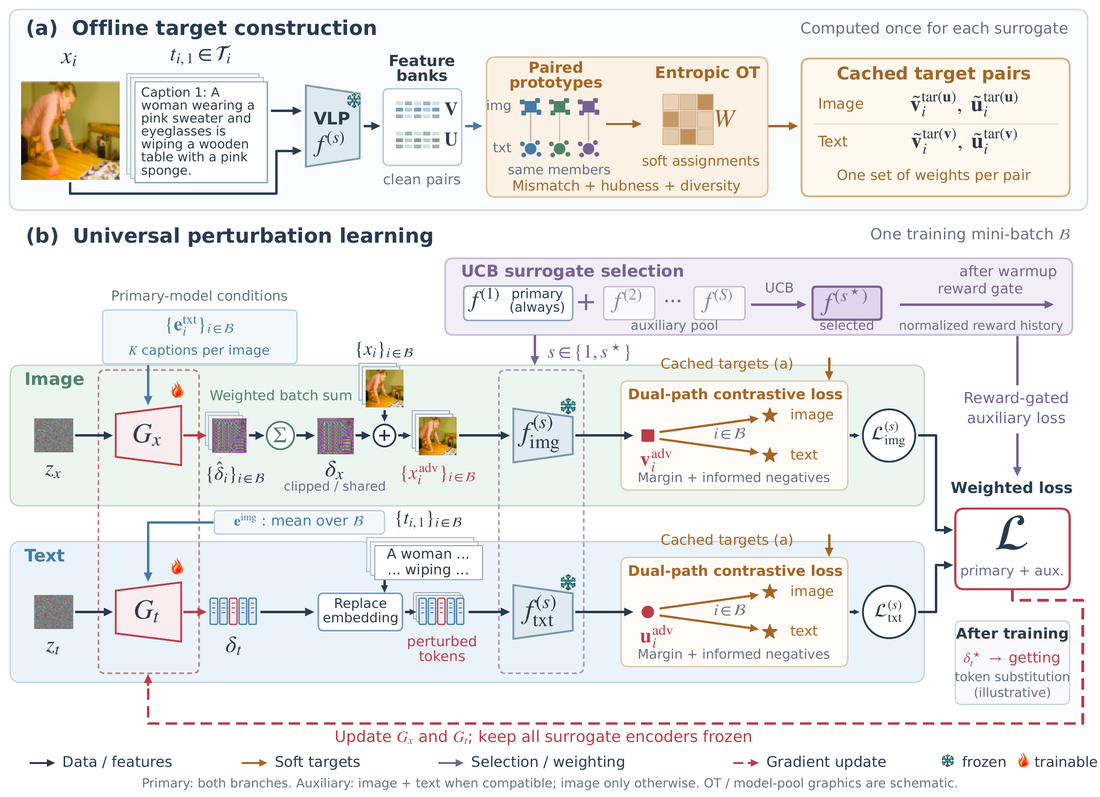 (a) Offline target construction
Computed once for each surrogate
x_i
t_{i,1} ∈ 𝒯_i
Caption 1: A
woman wearing a
pink sweater and
eyeglasses is
wiping a wooden
table with a pink
sponge.
VLP
f^{(s)}
Feature
banks
V
U
clean pairs
Paired
prototypes
img
txt
same members
Entropic OT
W
soft assignments
Mismatch + hubness + diversity
Cached target pairs
Image ṽ_i^{tar(u)}, ũ_i^{tar(u)}
Text ṽ_i^{tar(v)}, ũ_i^{tar(v)}
One set of weights per pair
(b) Universal perturbation learning
One training mini-batch ℬ
UCB surrogate selection
f^{(1)} primary
(always)
+
f^{(2)} ⋯ f^{(S)}
auxiliary pool
UCB
f^{(s⋆)}
selected
after warmup
reward gate
normalized reward history
Primary-model conditions
{e_i^{txt}}_{i∈ℬ}
K captions per image
s ∈ {1, s⋆}
Image
z_x
G_x
Weighted batch sum
{δ̂_i}_{i∈ℬ}
Σ
δ_x
clipped / shared
{x_i}_{i∈ℬ}
+
{x_i^{adv}}_{i∈ℬ}
f_{img}^{(s)}
Cached targets (a)
Dual-path contrastive loss
v_i^{adv}
i∈ℬ
image
text
Margin + informed negatives
ℒ_{img}^{(s)}
Reward-gated
auxiliary loss
Weighted loss
ℒ
primary + aux.
e^{img} : mean over ℬ
{t_{i,1}}_{i∈ℬ}
Text
z_t
G_t
δ_t
A woman ...
... wiping ...
Replace
embedding
perturbed
tokens
f_{txt}^{(s)}
Cached targets (a)
Dual-path contrastive loss
u_i^{adv}
i∈ℬ
image
text
Margin + informed negatives
ℒ_{txt}^{(s)}
After training
δ_t⋆ → getting
token substitution
(illustrative)
Update G_x and G_t; keep all surrogate encoders frozen
Data / features
Soft targets
Selection / weighting
Gradient update
frozen
trainable
Primary: both branches. Auxiliary: image + text when compatible; image only otherwise. OT / model-pool graphics are schematic.